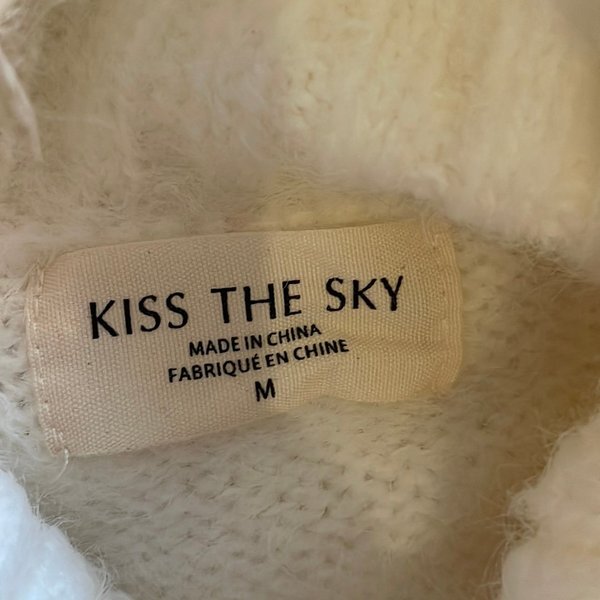 KISS THE SKY
MADE IN CHINA
FABRIQUÉ EN CHINE
M